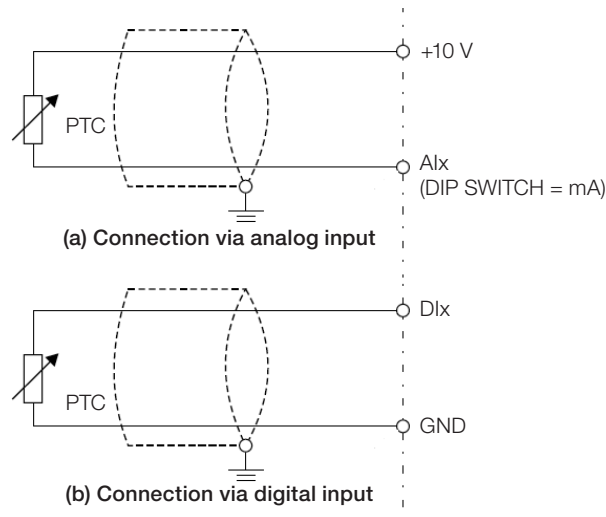 +10 V
PTC
AIx
(DIP SWITCH = mA)
(a) Connection via analog input
DIx
PTC
GND
(b) Connection via digital input